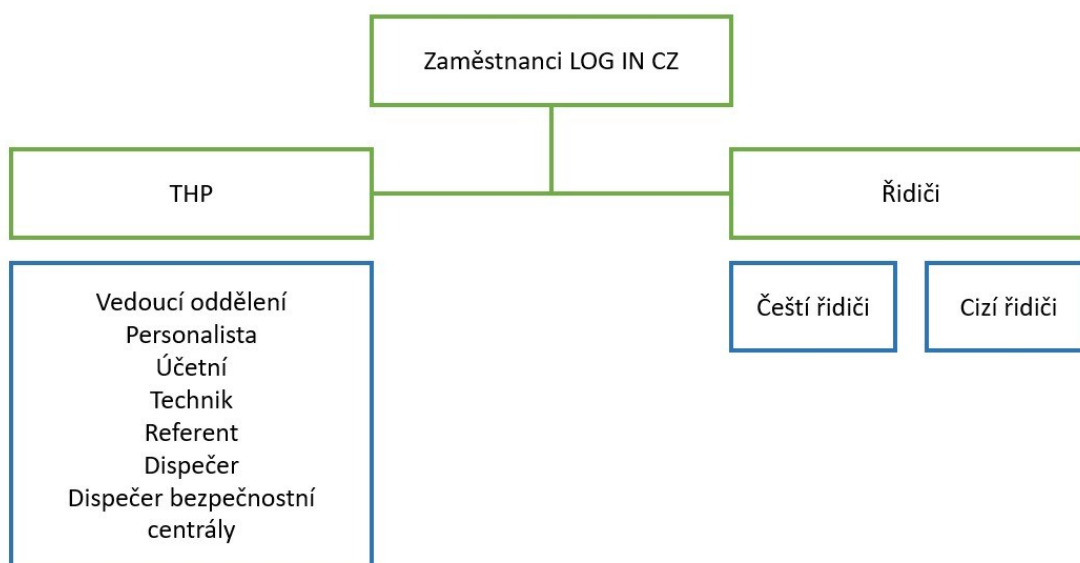 Zaměstnanci LOG IN CZ
THP
Řidiči
Vedoucí oddělení
Personalista
Účetní
Technik
Referent
Dispečer
Dispečer bezpečnostní
centrály
Čeští řidiči
Cizí řidiči